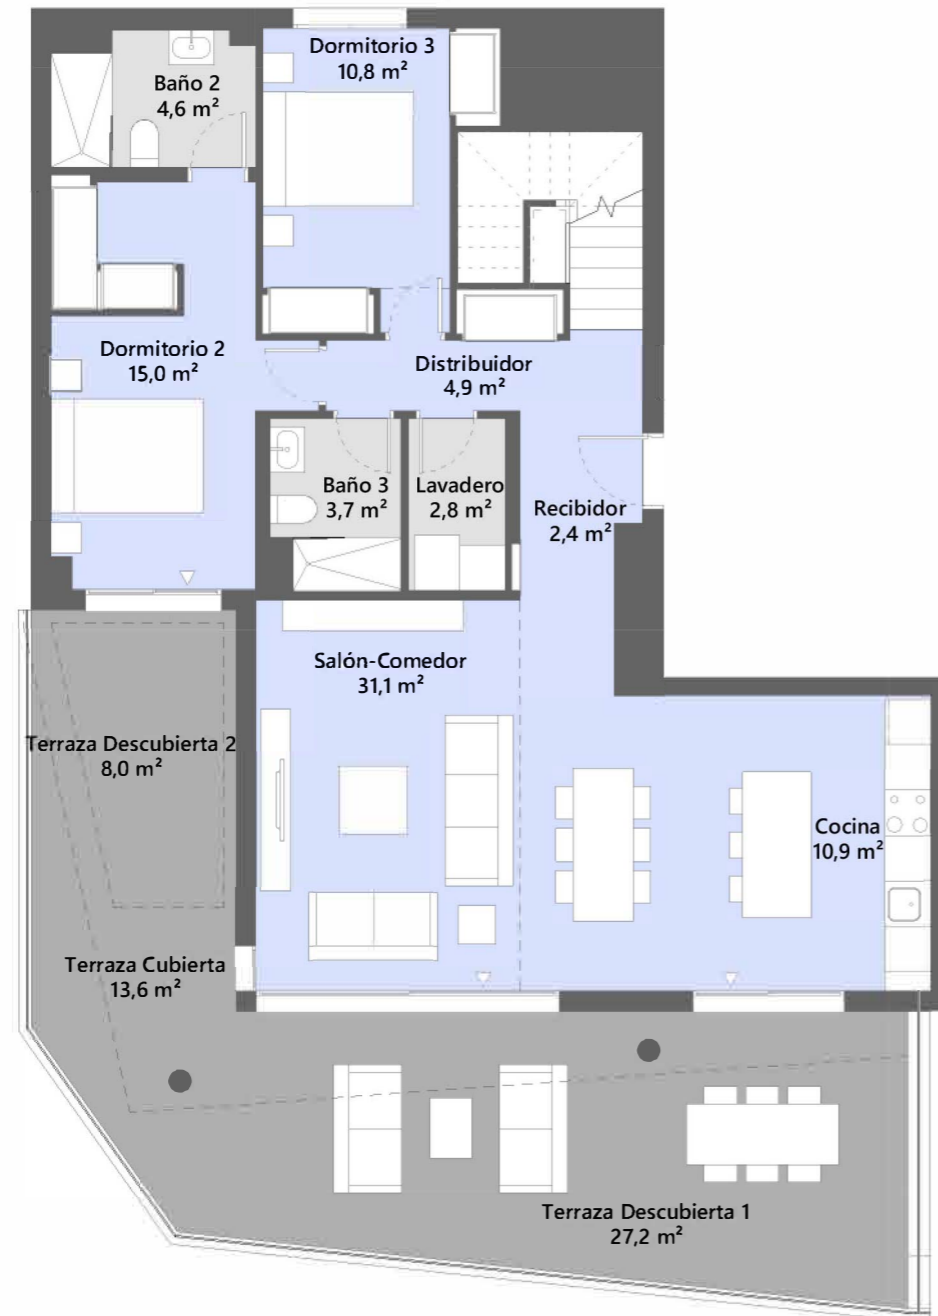 Dormitorio 3
10,8 m²
Baño 2
4,6 m²
Dormitorio 2
15,0 m²
Distribuidor
4,9 m²
Baño 3
3,7 m²
Lavadero
2,8 m²
Recibidor
2,4 m²
Salón-Comedor
31,1 m²
Terraza Descubierta 2
8,0 m²
Cocina
10,9 m²
Terraza Cubierta
13,6 m²
Terraza Descubierta 1
27,2 m²